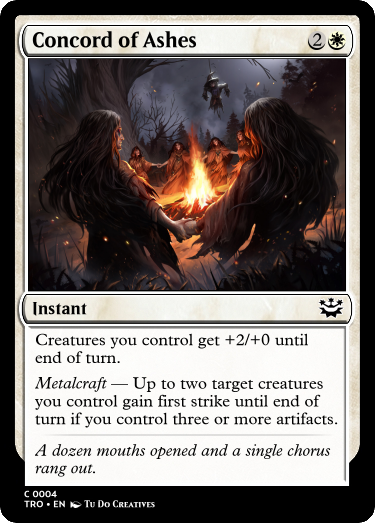 Concord of Ashes 2
Instant
Creatures you control get +2/+0 until
end of turn.
Metalcraft — Up to two target creatures
you control gain first strike until end of
turn if you control three or more artifacts.
A dozen mouths opened and a single chorus
rang out.
C 0004
TRO • EN Tu Do Creatives